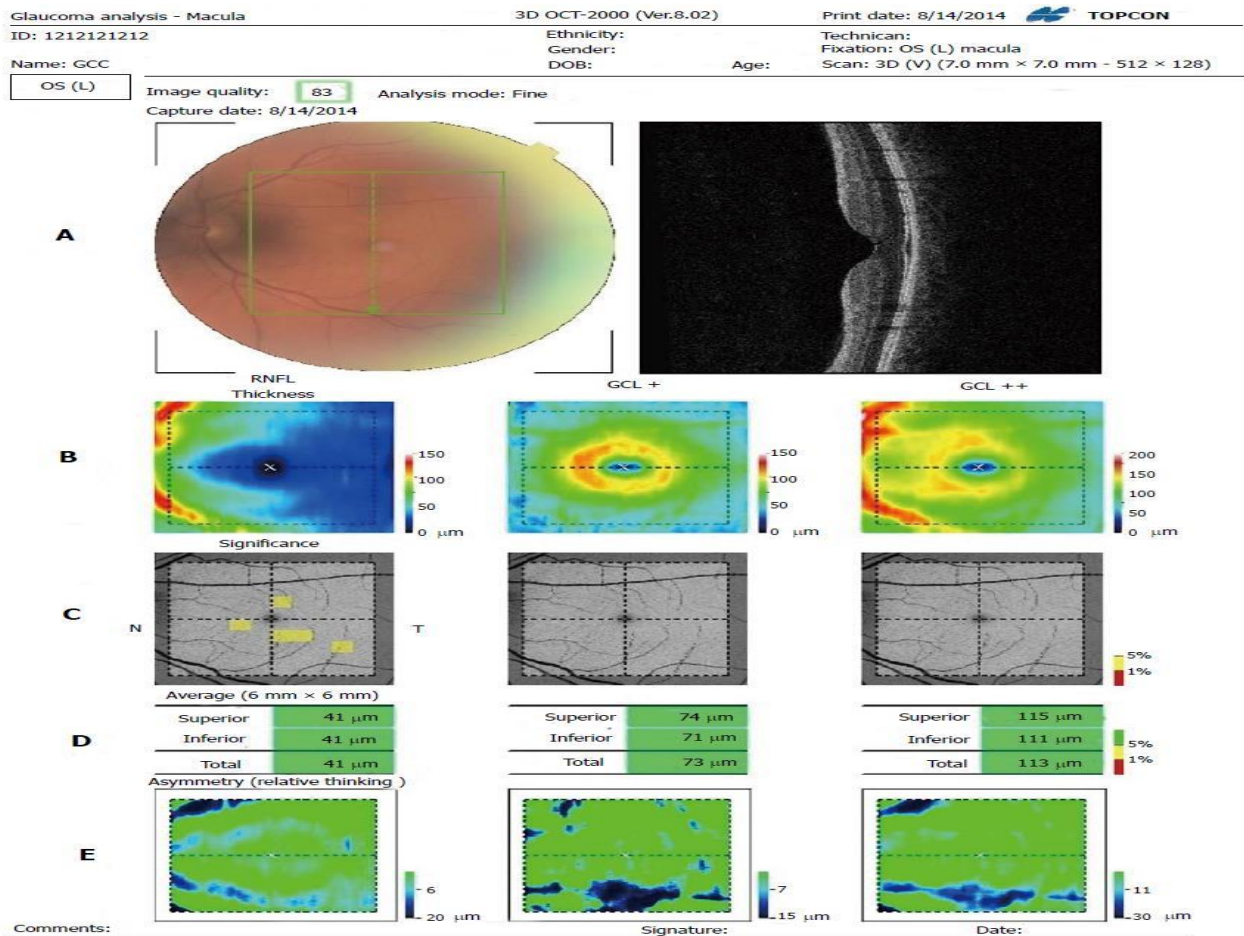 Glaucoma analysis - Macula 3D OCT-2000 (Ver.8.02) Print date: 8/14/2014 TOPCON
ID: 1212121212 Ethnicity: Technican:
Gender: Fixation: OS (L) macula
Name: GCC DOB: Age: Scan: 3D (V) (7.0 mm × 7.0 mm - 512 × 128)
OS (L) Image quality: 83 Analysis mode: Fine
Capture date: 8/14/2014
A
RNFL GCL + GCL ++
Thickness
B
150 150 200
150
100 100 100
50 50 50
0 μm 0 μm 0 μm
Significance
C
N T
5%
1%
Average (6 mm × 6 mm)
D
Superior 41 μm Superior 74 μm Superior 115 μm
Inferior 41 μm Inferior 71 μm Inferior 111 μm
Total 41 μm Total 73 μm Total 113 μm
5%
1%
Asymmetry (relative thinking )
E
6 7 11
20 μm 15 μm 30 μm
Comments: Signature: Date: